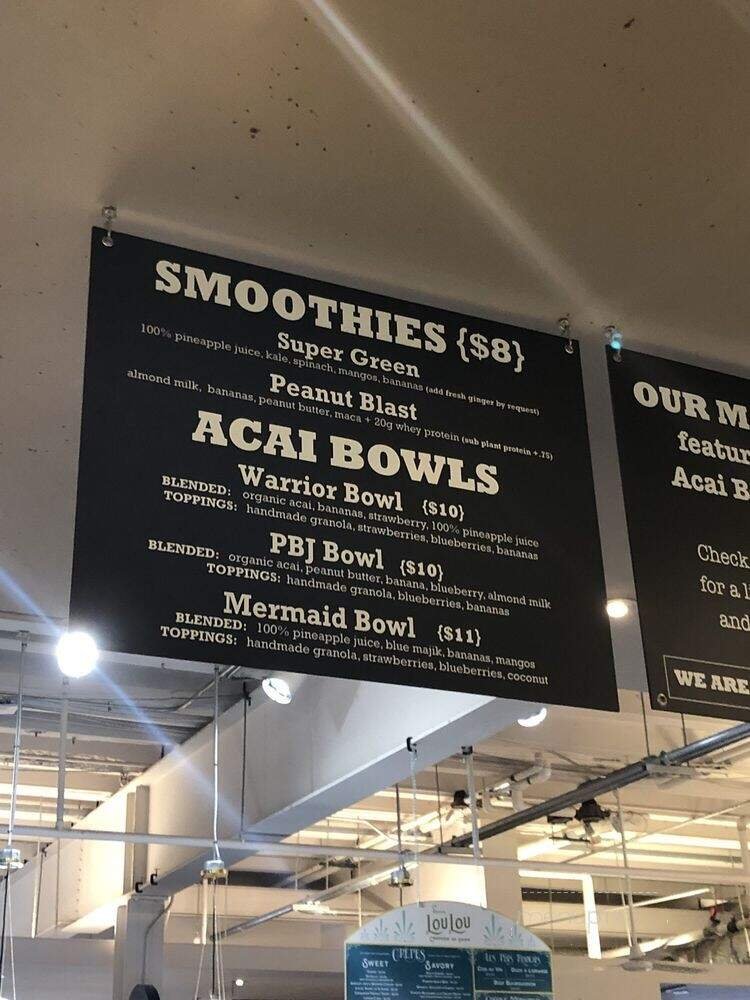 SMOOTHIES {$8}
Super Green
100% pineapple juice, kale, spinach, mangos, bananas (add fresh ginger by request)
Peanut Blast
almond milk, bananas, peanut butter, maca + 20g whey protein (sub plant protein +.75)
ACAI BOWLS
Warrior Bowl {$10}
BLENDED: organic acai, bananas, strawberry, 100% pineapple juice
TOPPINGS: handmade granola, strawberries, blueberries, bananas
PBJ Bowl {$10}
BLENDED: organic acai, peanut butter, banana, blueberry, almond milk
TOPPINGS: handmade granola, blueberries, bananas
Mermaid Bowl {$11}
BLENDED: 100% pineapple juice, blue majik, bananas, mangos
TOPPINGS: handmade granola, strawberries, blueberries, coconut
OUR M
featur
Acai B
Check
for a l
and
WE ARE
LOULOU
CRÊPES
SWEET
SAVORY